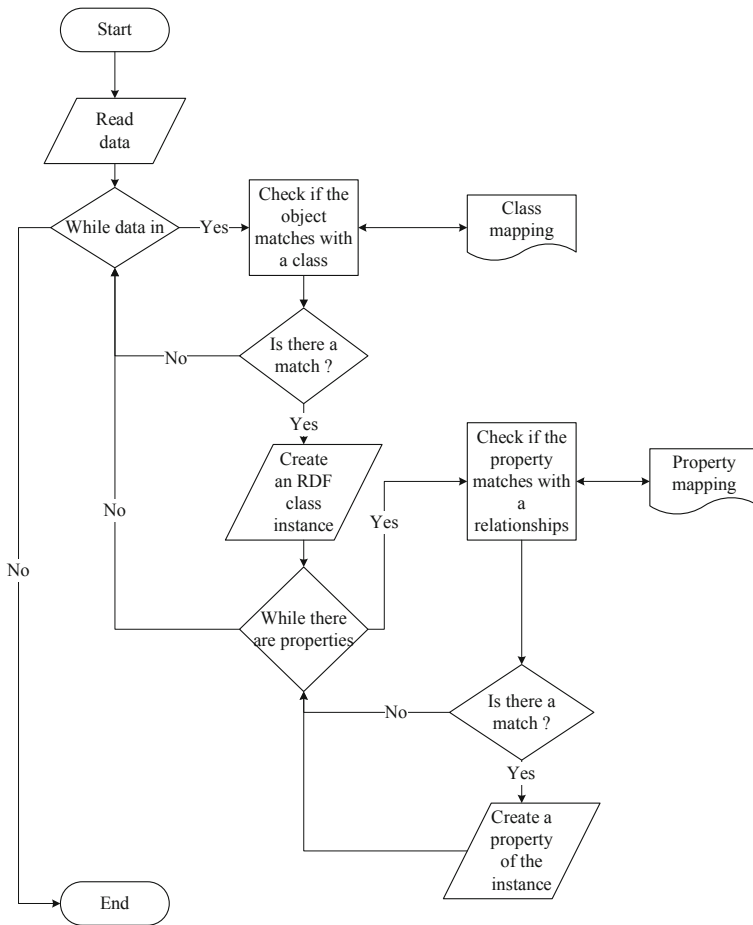 Start
Read
data
While data in
Yes
Check if the
object
matches with
a class
Class
mapping
Is there a
match ?
No
Yes
Create
an RDF
class
instance
Check if the
property
matches with
a
relationships
Property
mapping
No
Yes
No
While there
are properties
Is there a
match ?
No
Yes
Create a
property
of the
instance
End